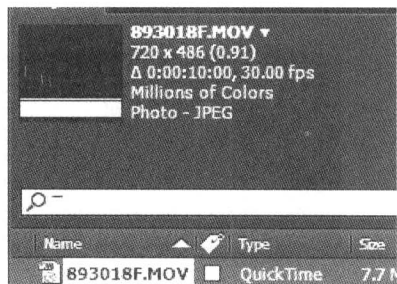 893018F.MOV ▼
720 x 486 (0.91)
Δ 0:00:10:00, 30.00 fps
Millions of Colors
Photo - JPEG
Name Type Size
893018F.MOV QuickTime 7.7 M